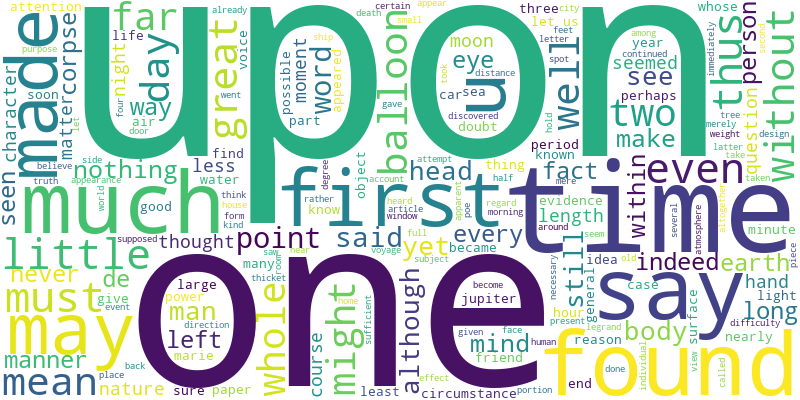 upon
one
time
first
found
say
may
much
made
must
great
far
day
way
night
word
balloon
moon
eye
well
two
make
see
seemed
thus
without
person
question
even
within
indeed
earth
little
nothing
less
thought
point
said
yet
every
head
fact
length
still
body
long
hand
light
mind
although
might
whole
man
left
mean
manner
never
nature
de
corpse
matter
character
seen
attention
life
soon
air
door
four
let
purpose
already
death
certain
appear
small
voice
went
find
water
possible
moment
appeared
part
ship
took
gave
car
sea
distance
discovered
doubt
three
city
let us
feet
letter
spot
hold
year
among
continued
perhaps
period
known
whose
immediately
tree
merely
weight
latter
take
second
design
taken
minute
believe
truth
side
appearance
world
good
supposed
think
house
form
kind
rather
know
object
degree
account
attempt
heard
article
window
thing
half
apparent
poe
regard
morning
mere
evidence
around
seem
several
atmosphere
altogether
piece
many
saw
room
near
voyage
full
subject
became
idea
old
necessary
general
case
surface
hour
present
reason
legrand
difficulty
nearly
view
called
individual
done
end
give
event
power
large
direction
marie
place
back
sure
paper
thicket
course
home
sufficient
least
effect
circumstance
friend
jupiter
become
given
face
human
portion